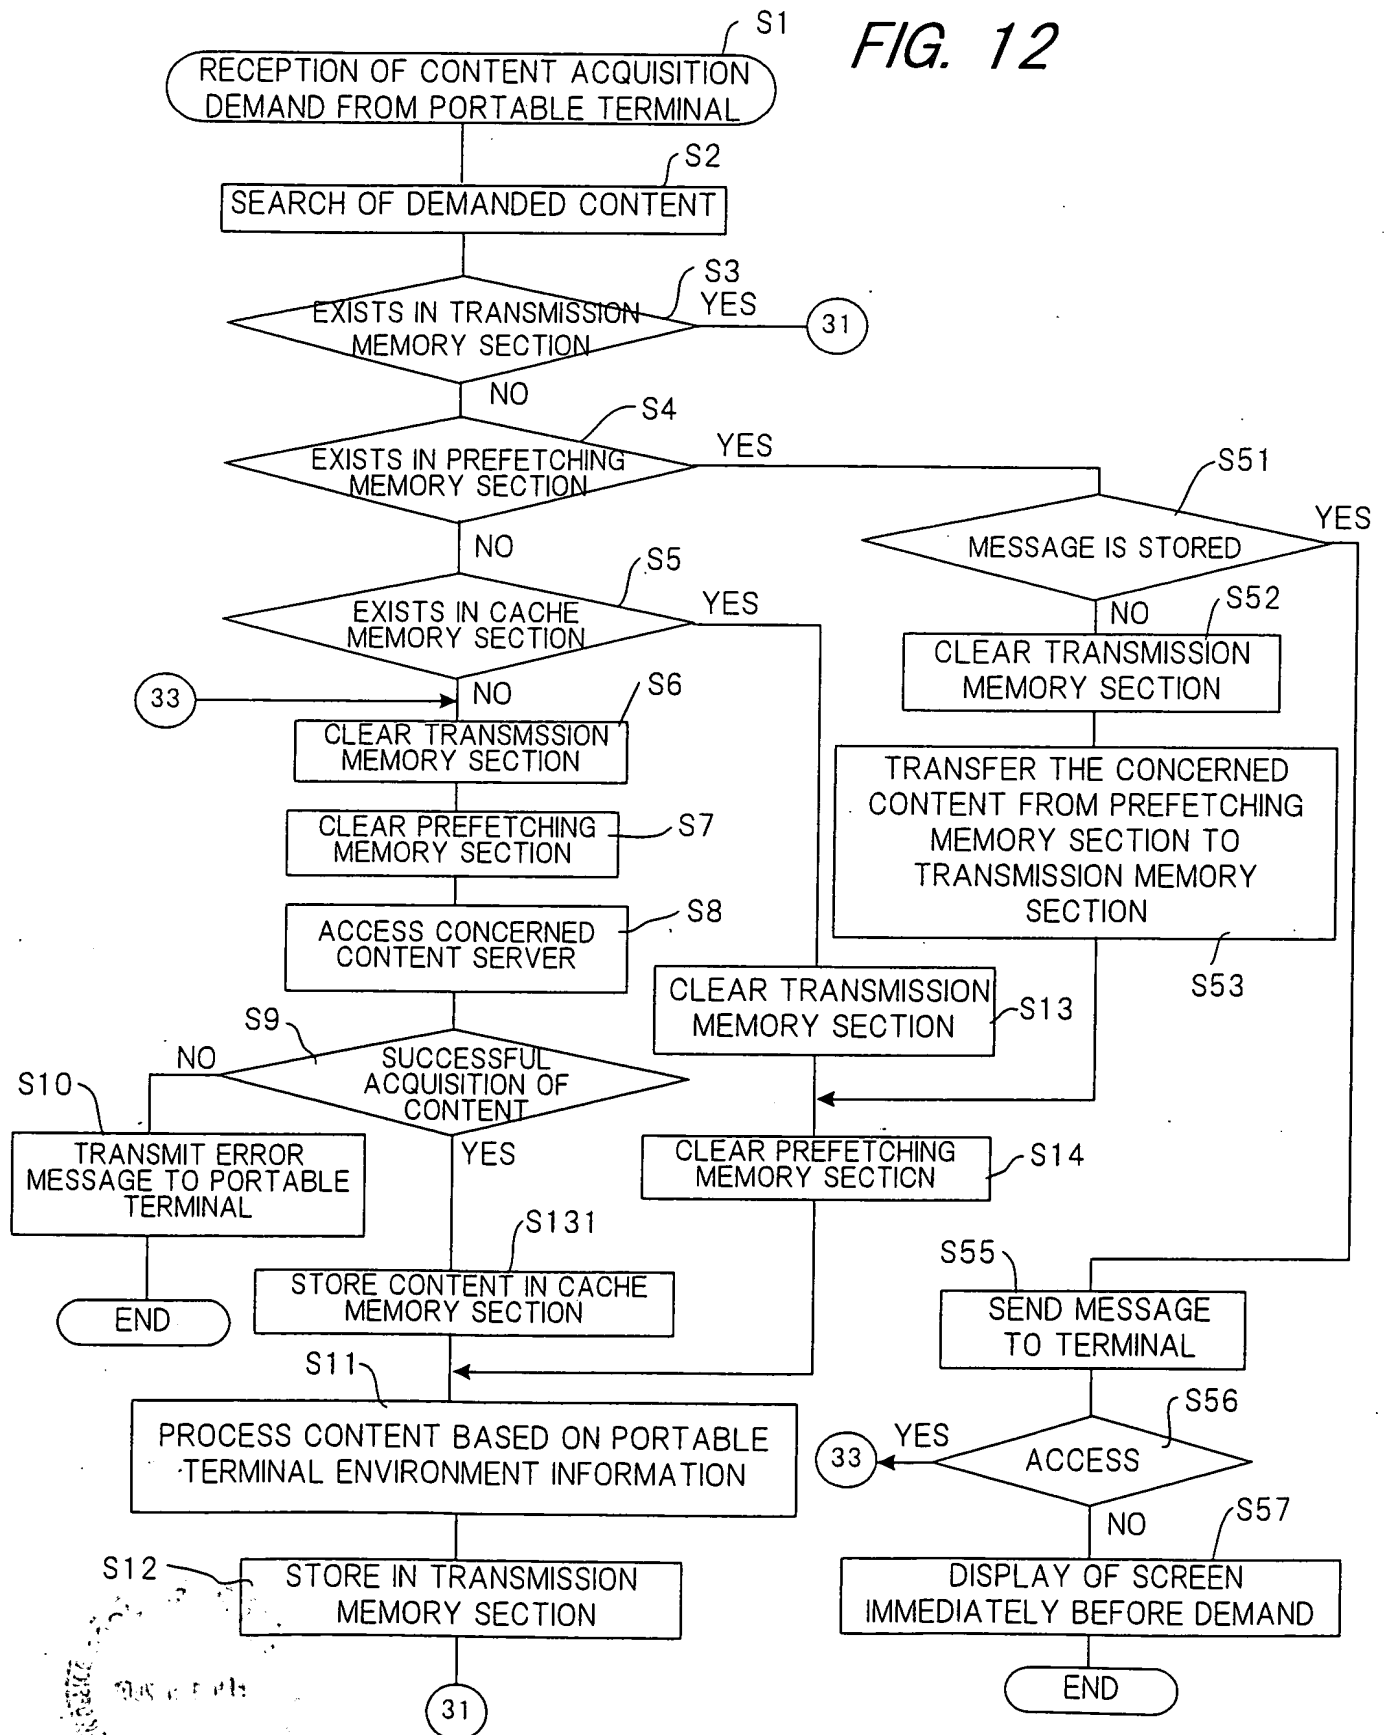 FIG. 12
S1
RECEPTION OF CONTENT ACQUISITION
DEMAND FROM PORTABLE TERMINAL
S2
SEARCH OF DEMANDED CONTENT
S3
EXISTS IN TRANSMISSION
MEMORY SECTION
YES
31
NO
S4
EXISTS IN PREFETCHING
MEMORY SECTION
YES
NO
S51
MESSAGE IS STORED
YES
NO
S5
EXISTS IN CACHE
MEMORY SECTION
YES
NO
S52
CLEAR TRANSMISSION
MEMORY SECTION
33
S6
CLEAR TRANSMSSION
MEMORY SECTION
TRANSFER THE CONCERNED
CONTENT FROM PREFETCHING
MEMORY SECTION TO
TRANSMISSION MEMORY
SECTION
S53
S7
CLEAR PREFETCHING
MEMORY SECTION
S8
ACCESS CONCERNED
CONTENT SERVER
CLEAR TRANSMISSION
MEMORY SECTION
S13
S9
SUCCESSFUL
ACQUISITION OF
CONTENT
NO
YES
S10
TRANSMIT ERROR
MESSAGE TO PORTABLE
TERMINAL
END
CLEAR PREFETCHING
MEMORY SECTICN
S14
S131
STORE CONTENT IN CACHE
MEMORY SECTION
S55
SEND MESSAGE
TO TERMINAL
S11
PROCESS CONTENT BASED ON PORTABLE
TERMINAL ENVIRONMENT INFORMATION
S56
ACCESS
YES
33
NO
S12
STORE IN TRANSMISSION
MEMORY SECTION
31
S57
DISPLAY OF SCREEN
IMMEDIATELY BEFORE DEMAND
END